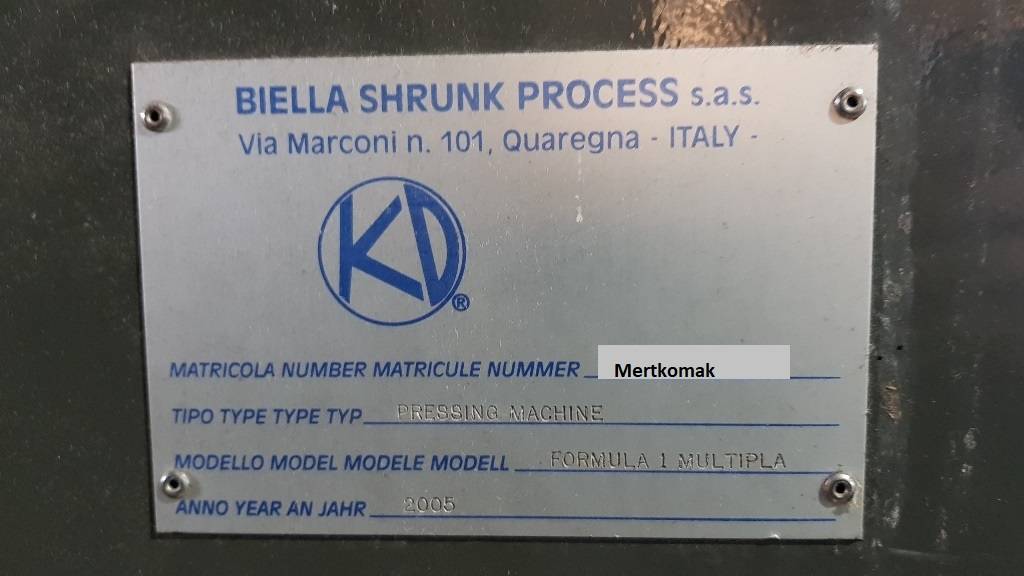 BIELLA SHRUNK PROCESS s.a.s.
Via Marconi n. 101, Quaregna - ITALY -
KD®
MATRICOLA NUMBER MATRICULE NUMMER Mertkomak
TIPO TYPE TYPE TYP PRESSING MACHINE
MODELLO MODEL MODELE MODELL FORMULA 1 MULTIPLA
ANNO YEAR AN JAHR 2005